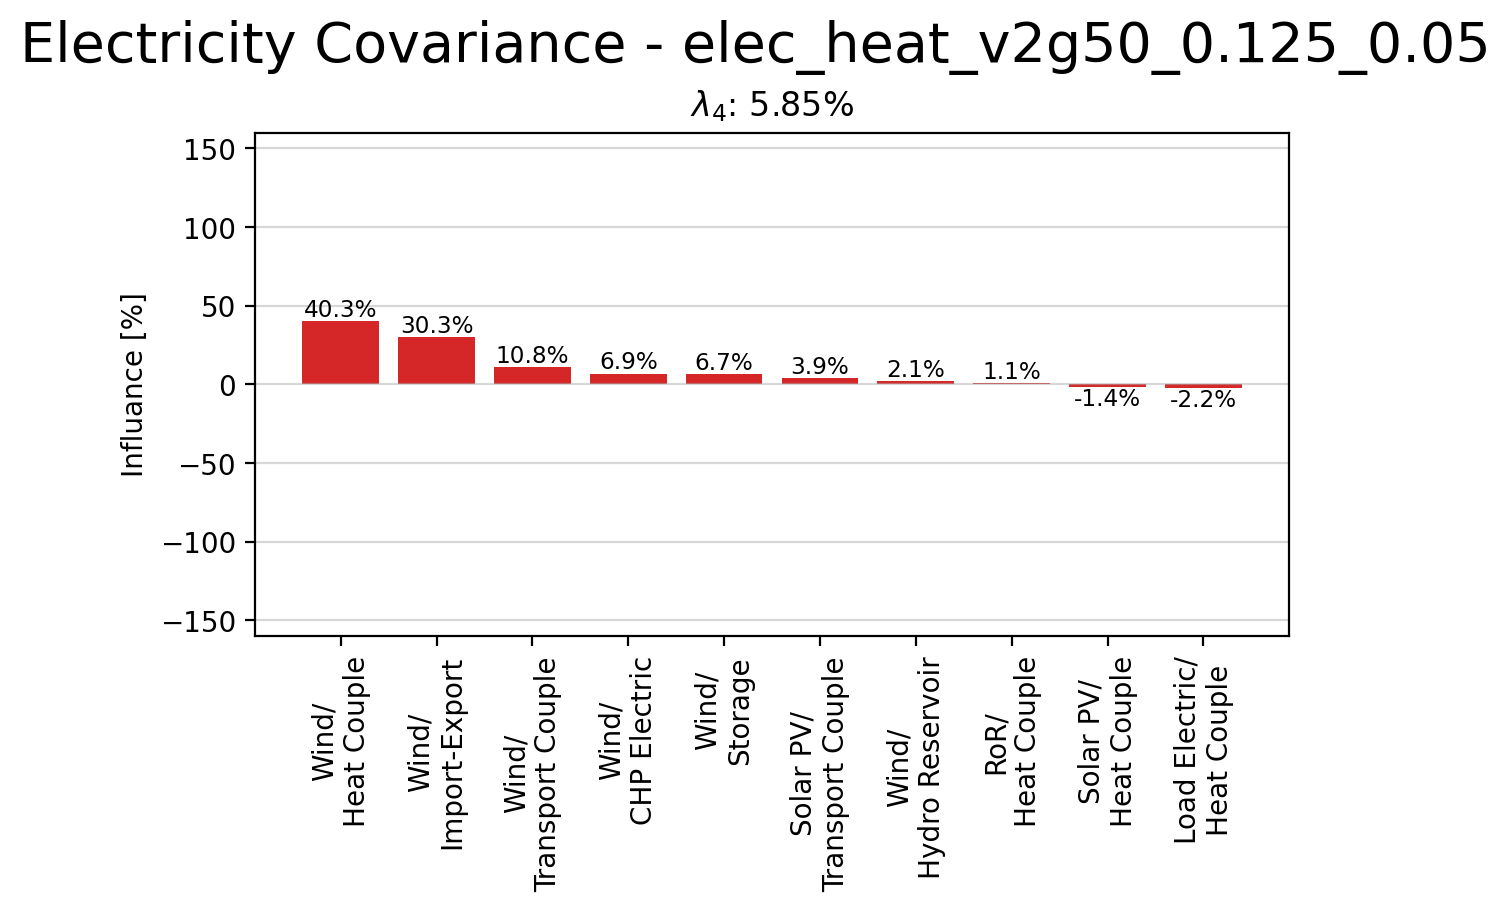 Electricity Covariance - elec_heat_v2g50_0.125_0.05
λ4: 5.85%
Influance [%]
150
100
50
0
−50
−100
−150
40.3%
30.3%
10.8%
6.9%
6.7%
3.9%
2.1%
1.1%
-1.4%
-2.2%
Wind/
Heat Couple
Wind/
Import-Export
Wind/
Transport Couple
Wind/
CHP Electric
Wind/
Storage
Solar PV/
Transport Couple
Wind/
Hydro Reservoir
RoR/
Heat Couple
Solar PV/
Heat Couple
Load Electric/
Heat Couple